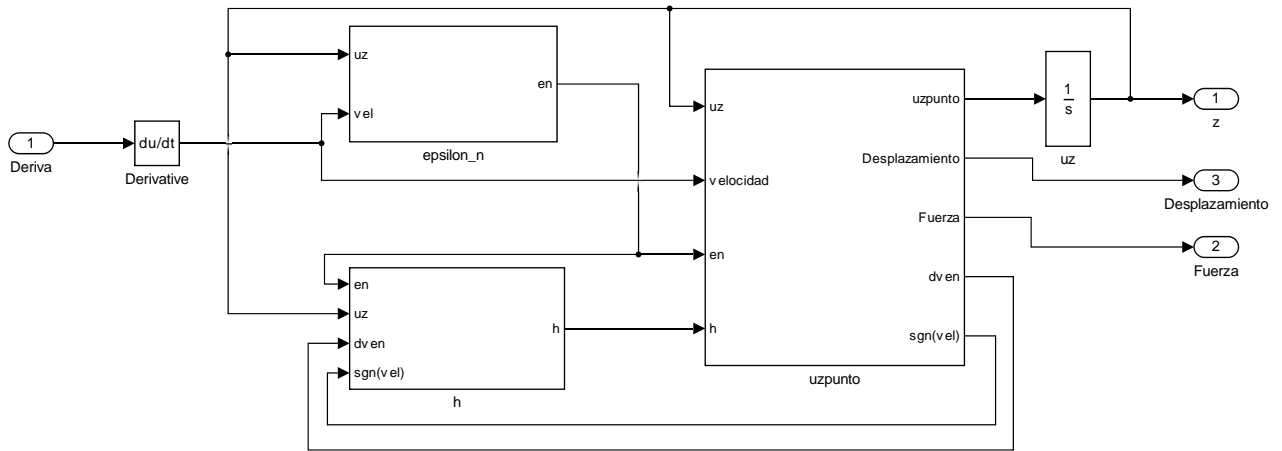 1
Deriva
du/dt
Derivative
uz
vel
en
epsilon_n
en
uz
dven
sgn(vel)
h
h
uz
velocidad
en
h
uzpunto
Desplazamiento
Fuerza
dven
sgn(vel)
uzpunto
1
s
uz
1
z
3
Desplazamiento
2
Fuerza